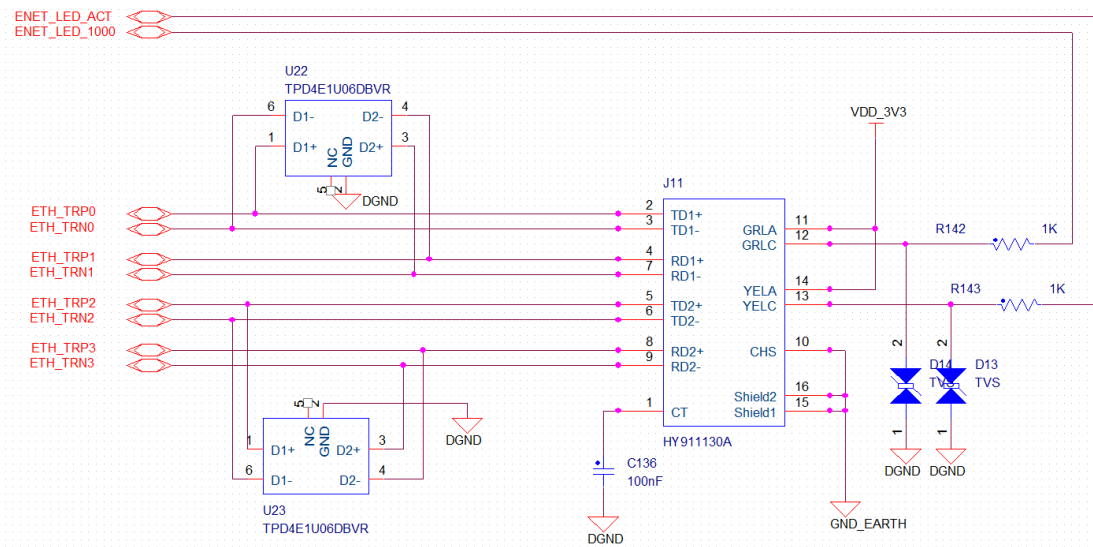 ENET_LED_ACT
ENET_LED_1000
U22
TPD4E1U06DBVR
6 D1- D2- 4
1 D1+ D2+ 3
NC GND
5 2
DGND
VDD_3V3
J11
ETH_TRP0 2 TD1+
ETH_TRN0 3 TD1-
ETH_TRP1 4 RD1+
ETH_TRN1 7 RD1-
ETH_TRP2 5 TD2+
ETH_TRN2 6 TD2-
ETH_TRP3 8 RD2+
ETH_TRN3 9 RD2-
1 CT
GRLA 11
GRLC 12
YELA 14
YELC 13
CHS 10
Shield2 16
Shield1 15
HY911130A
R142 1K
R143 1K
2 2
D14 D13
TVS TVS
1 1
DGND DGND
GND_EARTH
C136
100nF
DGND
5 2
NC GND
DGND
1 D1+ D2+ 3
6 D1- D2- 4
U23
TPD4E1U06DBVR